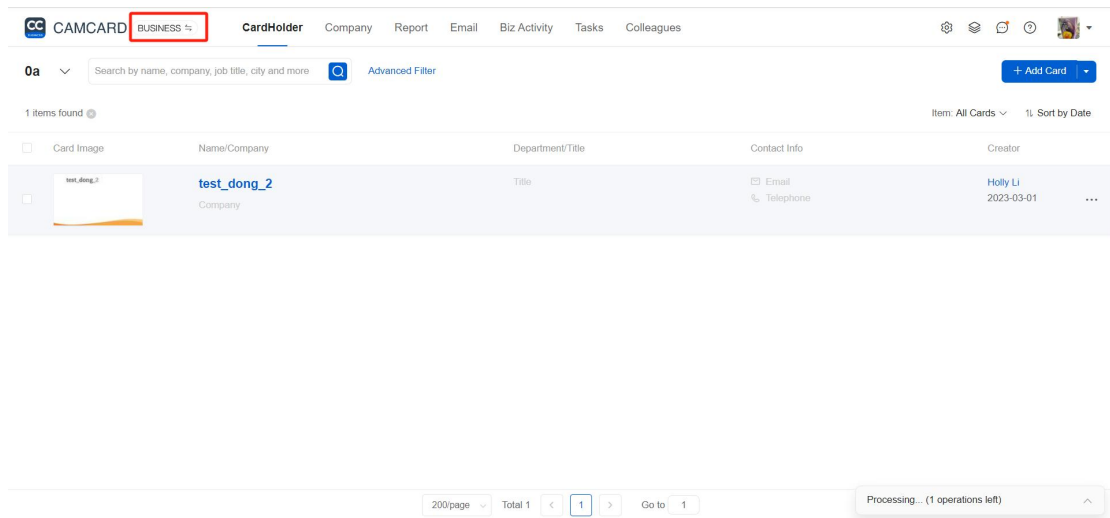 CC CAMCARD BUSINESS CardHolder Company Report Email Biz Activity Tasks Colleagues
0a Search by name, company, job title, city and more Advanced Filter + Add Card
1 items found Item: All Cards Sort by Date
Card Image Name/Company Department/Title Contact Info Creator
test_dong_2 test_dong_2 Title Email Holly Li
Company Telephone 2023-03-01 ...
200/page Total 1 < 1 > Go to 1 Processing... (1 operations left)